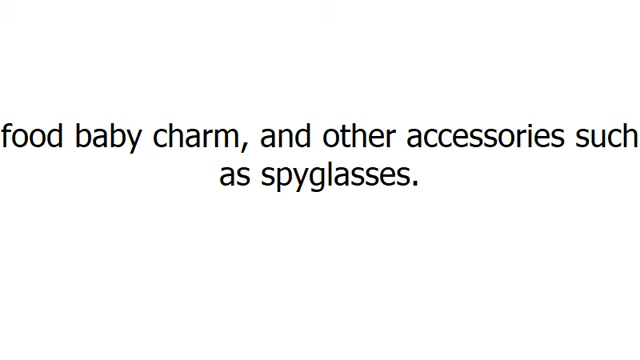 food baby charm, and other accessories such
as spyglasses.